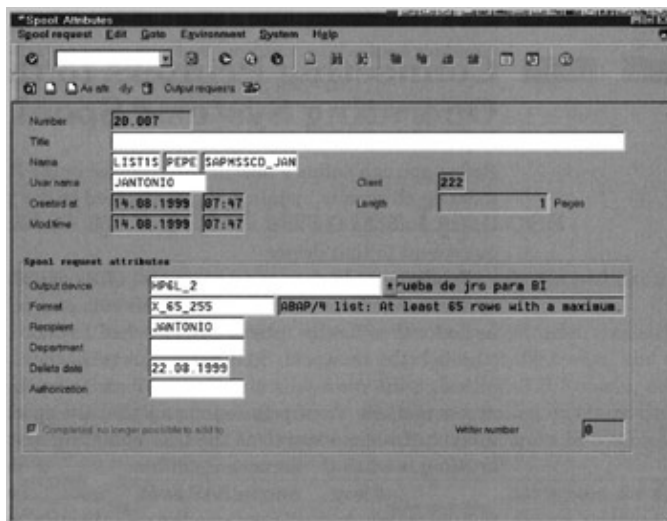 *Spool Attributes
Spool request Edit Goto Environment System Help
Output requests
Number 20.007
Title
Name LIST1S PEPE SAPMSSCD_JAN
User name JANTONIO Client 222
Created at 14.08.1999 07:47 Length 1 Pages
Mod.time 14.08.1999 07:47
Spool request attributes
Output device HP6L_2 rueba de jrs para BI
Format X_65_255 ABAP/4 list: At least 65 rows with a maximum
Recipient JANTONIO
Department
Delete date 22.08.1999
Authorization
Completed, no longer possible to add to Writer number 0